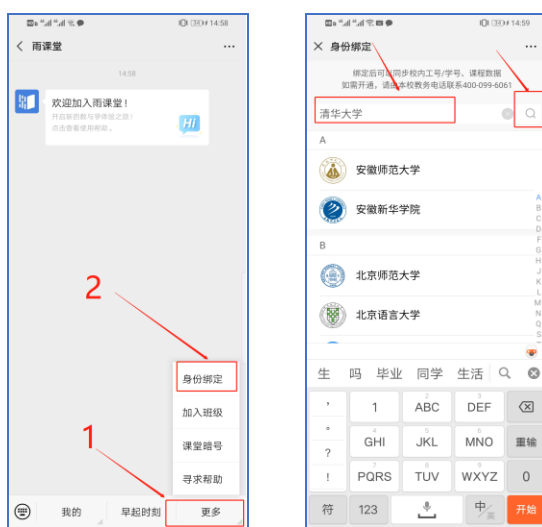 14:58
雨课堂
14:58
欢迎加入雨课堂！
开启新的教与学体验之旅！
点击查看使用帮助。
Hi
2
身份绑定
加入班级
课堂暗号
1
寻求帮助
我的
早起时刻
更多
14:59
身份绑定
绑定后可以同步校内工号/学号、课程数据
如需开通，请由本校教务电话联系400-099-6061
清华大学
A
安徽师范大学
安徽新华学院
B
北京师范大学
北京语言大学
A
B
C
D
F
G
H
J
K
L
M
N
Q
S
生 吗 毕业 同学 生活
， 1 ABC DEF
。 GHI JKL MNO 重输
？
！ PQRS TUV WXYZ 0
符 123 中/英 开始